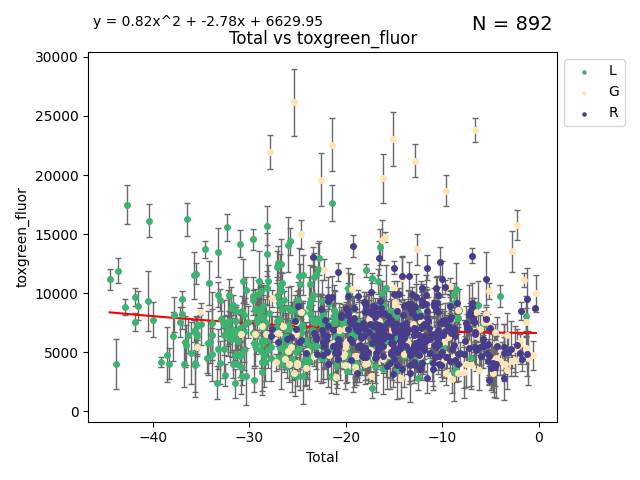 y = 0.82x^2 + -2.78x + 6629.95
N = 892
Total vs toxgreen_fluor
30000
25000
20000
15000
10000
5000
0
toxgreen_fluor
−40
−30
−20
−10
0
Total
L
G
R